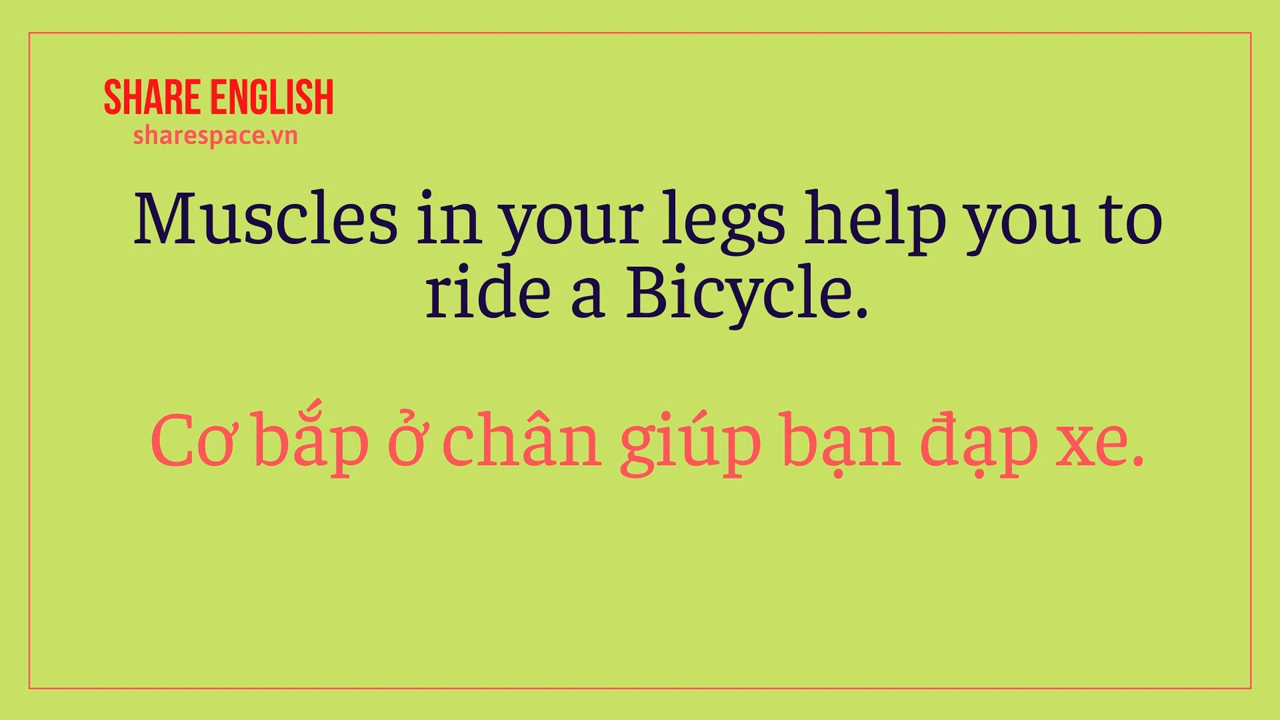 SHARE ENGLISH
sharespace.vn
Muscles in your legs help you to
ride a Bicycle.
Cơ bắp ở chân giúp bạn đạp xe.